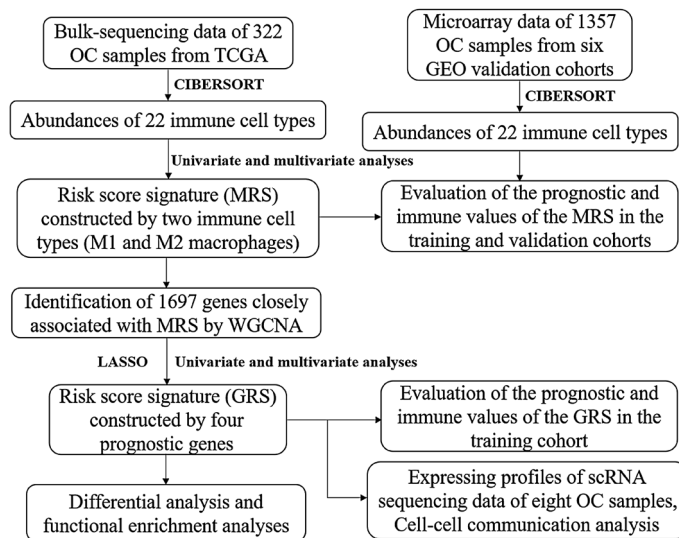 Bulk-sequencing data of 322
OC samples from TCGA
CIBERSORT
Abundances of 22 immune cell types
Univariate and multivariate analyses
Risk score signature (MRS)
constructed by two immune cell
types (M1 and M2 macrophages)
Identification of 1697 genes closely
associated with MRS by WGCNA
LASSO
Univariate and multivariate analyses
Risk score signature (GRS)
constructed by four
prognostic genes
Differential analysis and
functional enrichment analyses
Microarray data of 1357
OC samples from six
GEO validation cohorts
CIBERSORT
Abundances of 22 immune cell types
Evaluation of the prognostic and
immune values of the MRS in the
training and validation cohorts
Evaluation of the prognostic and
immune values of the GRS in the
training cohort
Expressing profiles of scRNA
sequencing data of eight OC samples,
Cell-cell communication analysis